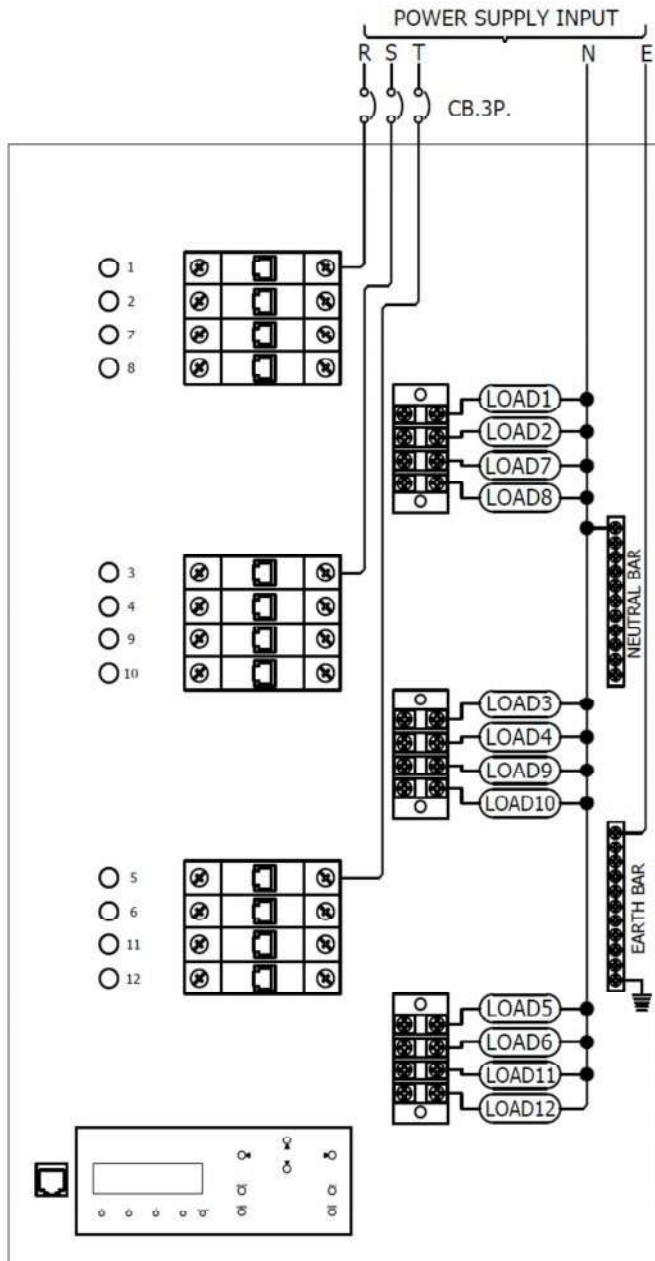 POWER SUPPLY INPUT
R S T N E
CB.3P.
1
2
7
8
LOAD1
LOAD2
LOAD7
LOAD8
NEUTRAL BAR
3
4
9
10
LOAD3
LOAD4
LOAD9
LOAD10
EARTH BAR
5
6
11
12
LOAD5
LOAD6
LOAD11
LOAD12